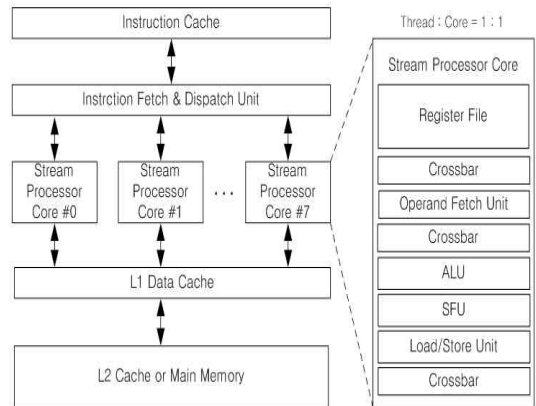 Instruction Cache
Instrction Fetch & Dispatch Unit
Stream
Processor
Core #0
Stream
Processor
Core #1
...
Stream
Processor
Core #7
L1 Data Cache
L2 Cache or Main Memory
Thread : Core = 1 : 1
Stream Processor Core
Register File
Crossbar
Operand Fetch Unit
Crossbar
ALU
SFU
Load/Store Unit
Crossbar